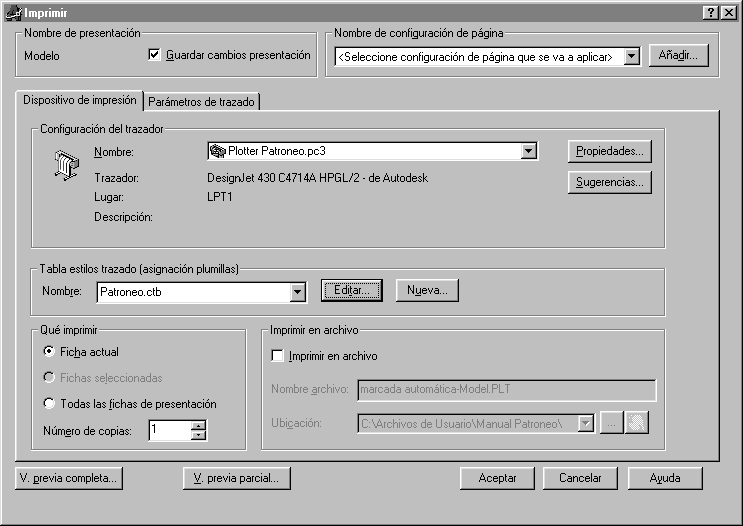 Imprimir
Nombre de presentación
Modelo
Guardar cambios presentación
Nombre de configuración de página
<Seleccione configuración de página que se va a aplicar>
Añadir...
Dispositivo de impresión
Parámetros de trazado
Configuración del trazador
Nombre:
Plotter Patroneo.pc3
Propiedades...
Trazador:
DesignJet 430 C4714A HPGL/2 - de Autodesk
Sugerencias...
Lugar:
LPT1
Descripción:
Tabla estilos trazado (asignación plumillas)
Nombre:
Patroneo.ctb
Editar...
Nueva...
Qué imprimir
Ficha actual
Fichas seleccionadas
Todas las fichas de presentación
Número de copias:
1
Imprimir en archivo
Imprimir en archivo
Nombre archivo:
marcada automática-Model.PLT
Ubicación:
C:\Archivos de Usuario\Manual Patroneo\
...
V. previa completa...
V. previa parcial...
Aceptar
Cancelar
Ayuda